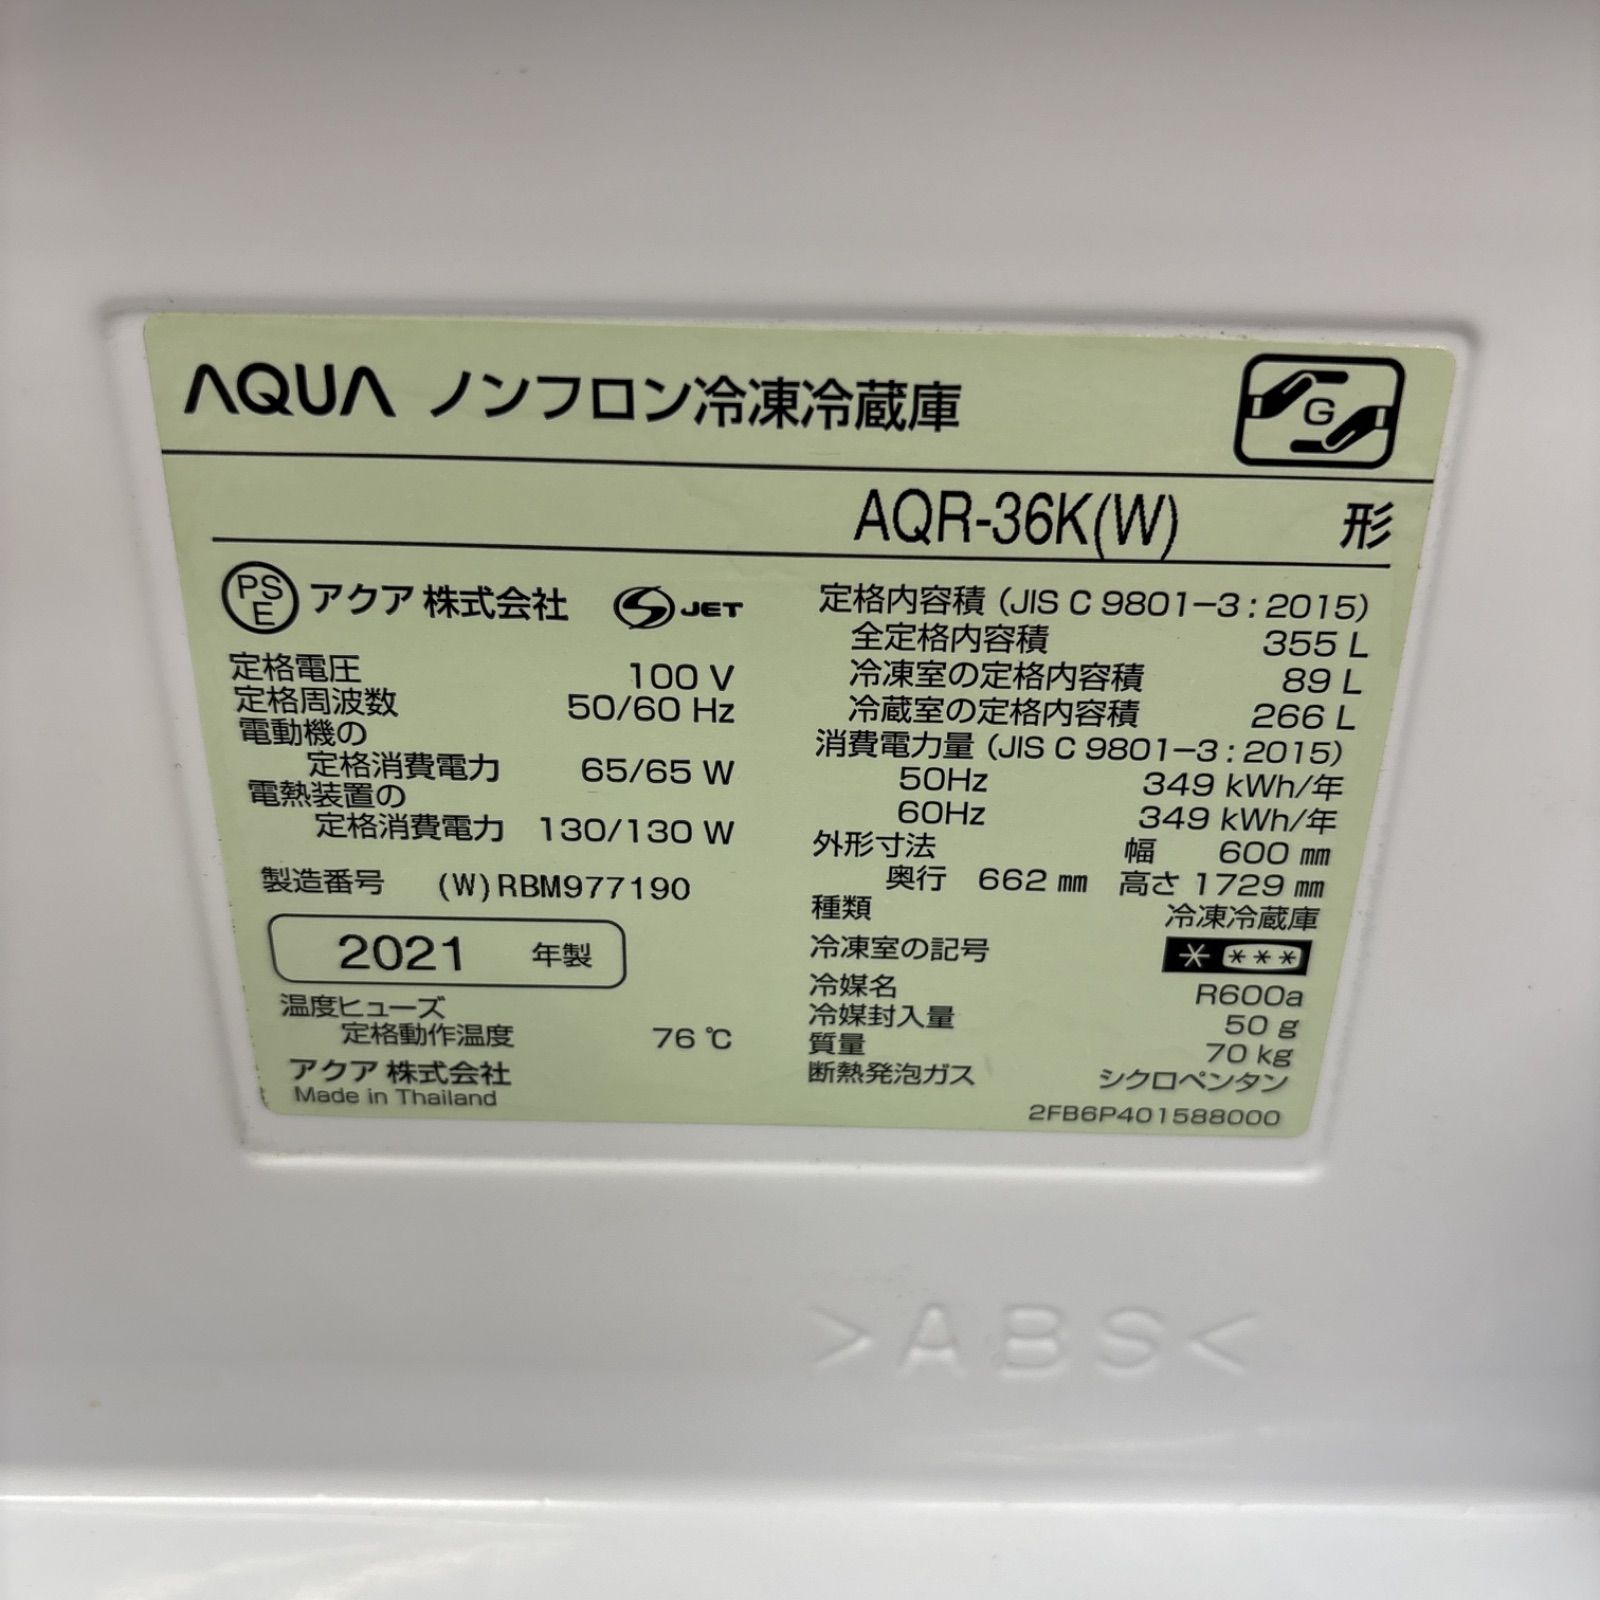 AQUA ノンフロン冷凍冷蔵庫
G
AQR-36K(W) 形
PS
E
アクア 株式会社
S JET
定格電圧 100 V
定格周波数 50/60 Hz
電動機の
定格消費電力 65/65 W
電熱装置の
定格消費電力 130/130 W
製造番号 (W)RBM977190
2021 年製
温度ヒューズ
定格動作温度 76 ℃
アクア 株式会社
Made in Thailand
定格内容積 (JIS C 9801-3 : 2015)
全定格内容積 355 L
冷凍室の定格内容積 89 L
冷蔵室の定格内容積 266 L
消費電力量 (JIS C 9801-3 : 2015)
50Hz 349 kWh/年
60Hz 349 kWh/年
外形寸法 幅 600 ㎜
奥行 662 ㎜ 高さ 1729 ㎜
種類 冷凍冷蔵庫
冷凍室の記号 * ***
冷媒名 R600a
冷媒封入量 50 g
質量 70 kg
断熱発泡ガス シクロペンタン
2FB6P401588000
>ABS<